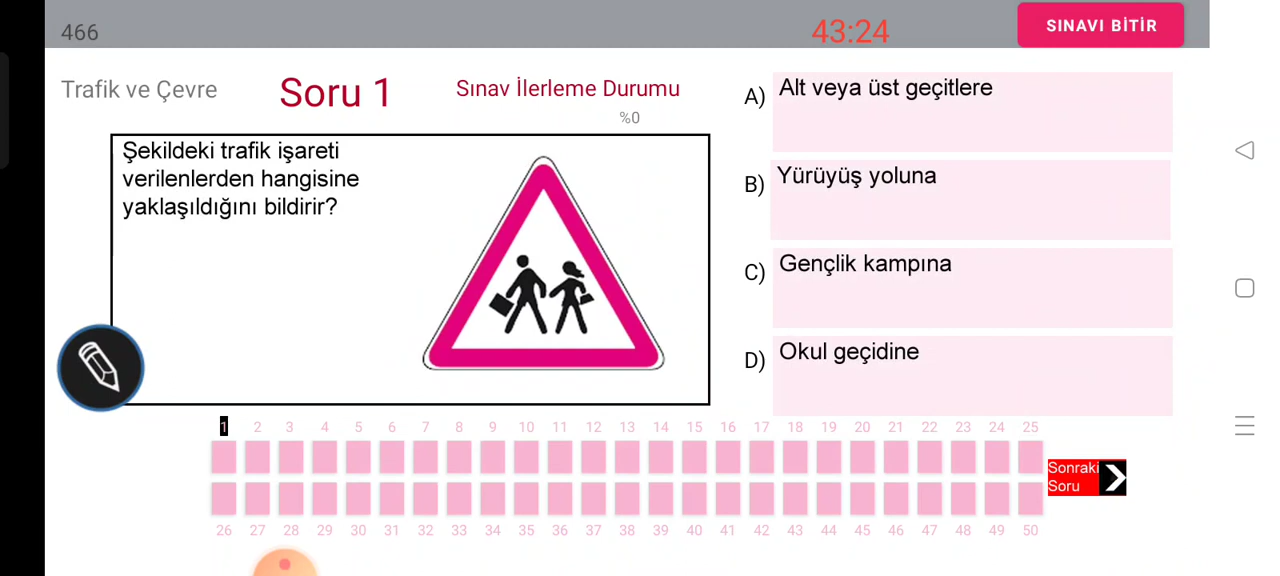 466
43:24
SINAVI BİTİR
Trafik ve Çevre
Soru 1
Sınav İlerleme Durumu
%0
Şekildeki trafik işareti
verilenlerden hangisine
yaklaşıldığını bildirir?
A) Alt veya üst geçitlere
B) Yürüyüş yoluna
C) Gençlik kampına
D) Okul geçidine
1 2 3 4 5 6 7 8 9 10 11 12 13 14 15 16 17 18 19 20 21 22 23 24 25
Sonraki
Soru
26 27 28 29 30 31 32 33 34 35 36 37 38 39 40 41 42 43 44 45 46 47 48 49 50